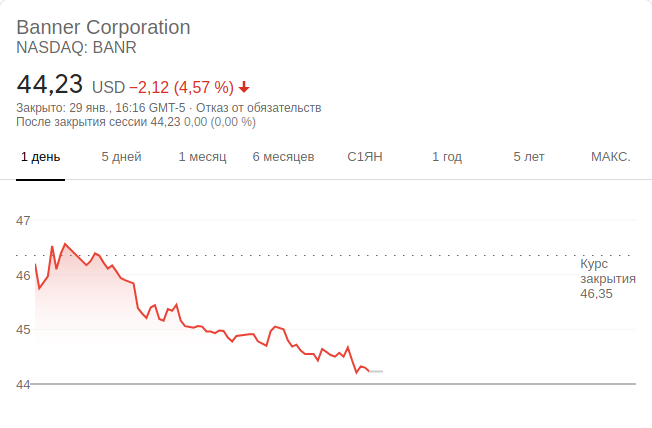 Banner Corporation
NASDAQ: BANR
44,23 USD −2,12 (4,57 %)
Закрыто: 29 янв., 16:16 GMT-5 · Отказ от обязательств
После закрытия сессии 44,23 0,00 (0,00 %)
1 день 5 дней 1 месяц 6 месяцев С1ЯН 1 год 5 лет МАКС.
47
46
45
44
Курс
закрытия
46,35